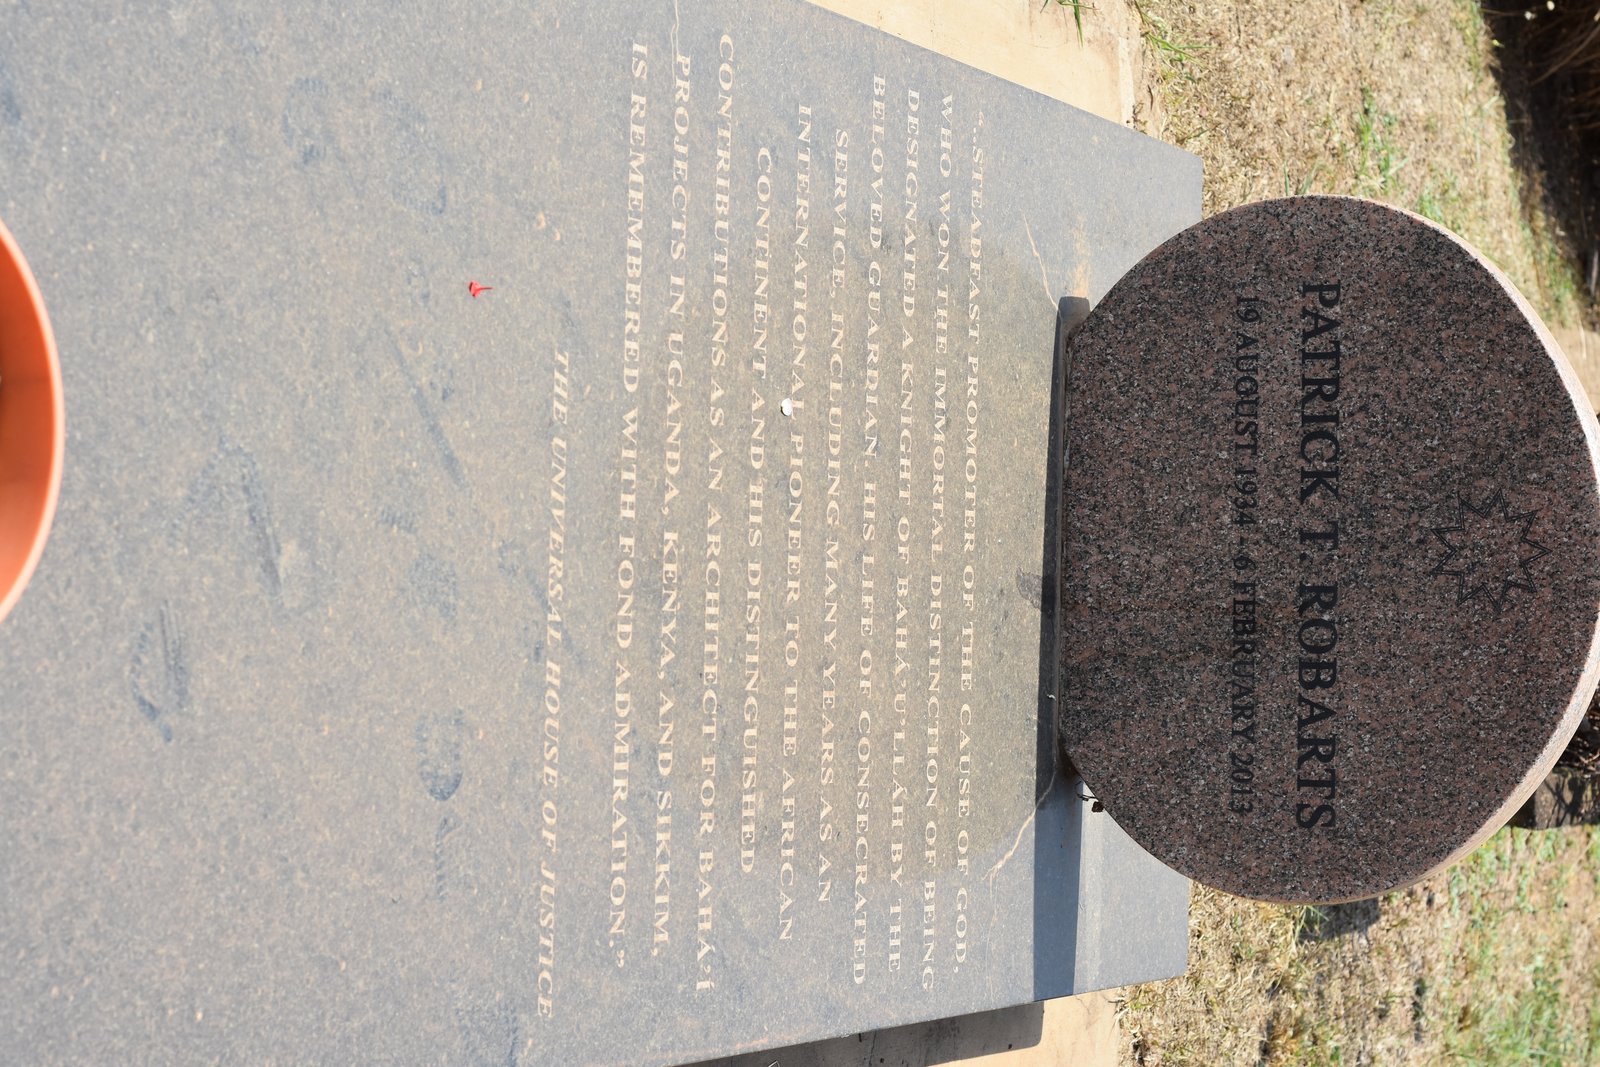 PATRICK T. ROBARTS
19 AUGUST 1934 - 6 FEBRUARY 2013
“...STEADFAST PROMOTER OF THE CAUSE OF GOD,
WHO WON THE IMMORTAL DISTINCTION OF BEING
DESIGNATED A KNIGHT OF BAHÁ’U’LLÁH BY THE
BELOVED GUARDIAN. HIS LIFE OF CONSECRATED
SERVICE, INCLUDING MANY YEARS AS AN
INTERNATIONAL PIONEER TO THE AFRICAN
CONTINENT AND HIS DISTINGUISHED
CONTRIBUTIONS AS AN ARCHITECT FOR BAHÁ’Í
PROJECTS IN UGANDA, KENYA, AND SIKKIM,
IS REMEMBERED WITH FOND ADMIRATION.”
THE UNIVERSAL HOUSE OF JUSTICE